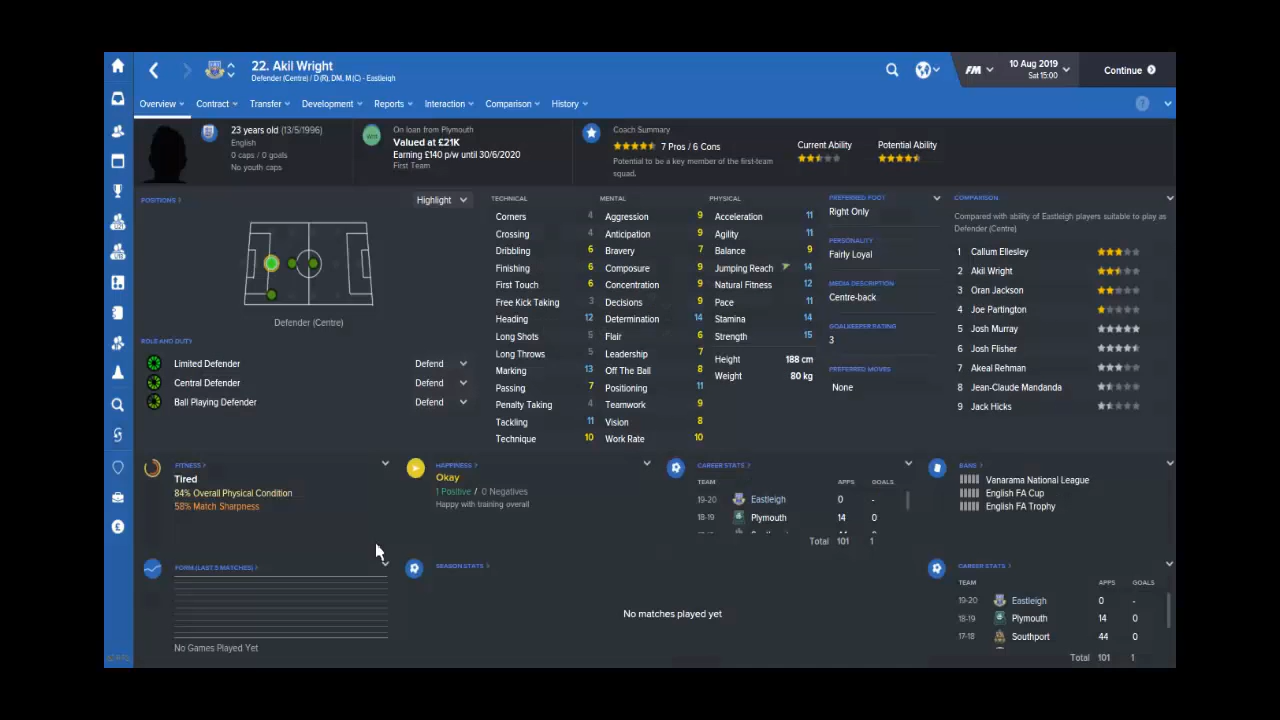 22. Akil Wright
Defender (Centre) / D (R), DM, M (C) - Eastleigh
FM
10 Aug 2019
Sat 15:00
Continue
Overview
Contract
Transfer
Development
Reports
Interaction
Comparison
History
?
23 years old (13/5/1996)
English
0 caps / 0 goals
No youth caps
Wnt
On loan from Plymouth
Valued at £21K
Earning £140 p/w until 30/6/2020
First Team
Coach Summary
7 Pros / 6 Cons
Potential to be a key member of the first-team
squad.
Current Ability
Potential Ability
POSITIONS
Highlight
Defender (Centre)
ROLE AND DUTY
Limited Defender Defend
Central Defender Defend
Ball Playing Defender Defend
TECHNICAL
Corners 4
Crossing 4
Dribbling 6
Finishing 6
First Touch 6
Free Kick Taking 3
Heading 12
Long Shots 5
Long Throws 5
Marking 13
Passing 7
Penalty Taking 4
Tackling 11
Technique 10
MENTAL
Aggression 9
Anticipation 9
Bravery 7
Composure 9
Concentration 9
Decisions 9
Determination 14
Flair 6
Leadership 7
Off The Ball 8
Positioning 11
Teamwork 9
Vision 8
Work Rate 10
PHYSICAL
Acceleration 11
Agility 11
Balance 9
Jumping Reach 14
Natural Fitness 12
Pace 11
Stamina 14
Strength 15
Height 188 cm
Weight 80 kg
PREFERRED FOOT
Right Only
PERSONALITY
Fairly Loyal
MEDIA DESCRIPTION
Centre-back
GOALKEEPER RATING
3
PREFERRED MOVES
None
COMPARISON
Compared with ability of Eastleigh players suitable to play as
Defender (Centre)
1 Callum Ellesley
2 Akil Wright
3 Oran Jackson
4 Joe Partington
5 Josh Murray
6 Josh Flisher
7 Akeal Rehman
8 Jean-Claude Mandanda
9 Jack Hicks
FITNESS
Tired
84% Overall Physical Condition
58% Match Sharpness
HAPPINESS
Okay
1 Positive / 0 Negatives
Happy with training overall
CAREER STATS
TEAM APPS GOALS
19-20 Eastleigh 0 -
18-19 Plymouth 14 0
Total 101 1
BANS
Vanarama National League
English FA Cup
English FA Trophy
FORM (LAST 5 MATCHES)
No Games Played Yet
SEASON STATS
No matches played yet
CAREER STATS
TEAM APPS GOALS
19-20 Eastleigh 0 -
18-19 Plymouth 14 0
17-18 Southport 44 0
Total 101 1